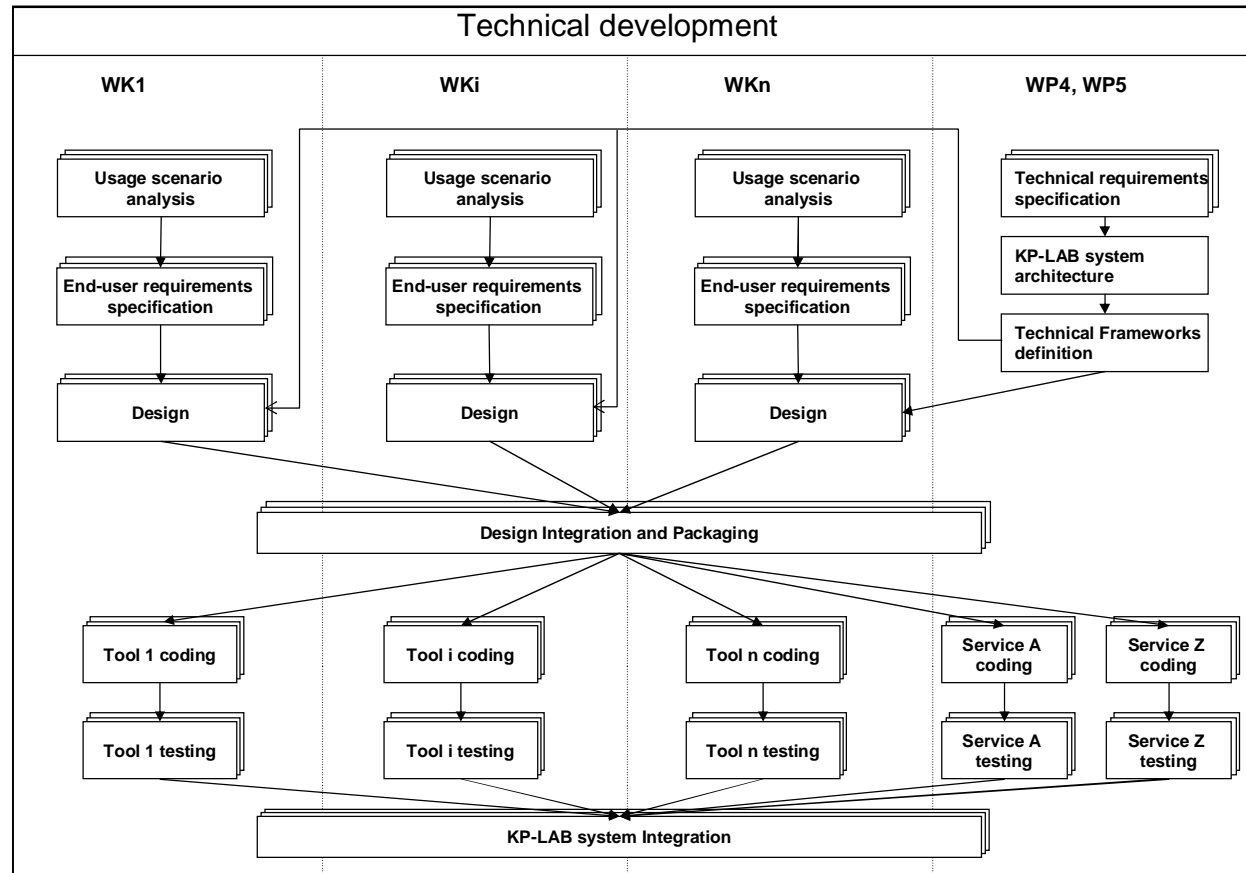 Technical development
WK1
WKi
WKn
WP4, WP5
Usage scenario
analysis
Usage scenario
analysis
Usage scenario
analysis
Technical requirements
specification
KP-LAB system
architecture
End-user requirements
specification
End-user requirements
specification
End-user requirements
specification
Technical Frameworks
definition
Design
Design
Design
Design Integration and Packaging
Tool 1 coding
Tool i coding
Tool n coding
Service A
coding
Service Z
coding
Tool 1 testing
Tool i testing
Tool n testing
Service A
testing
Service Z
testing
KP-LAB system Integration